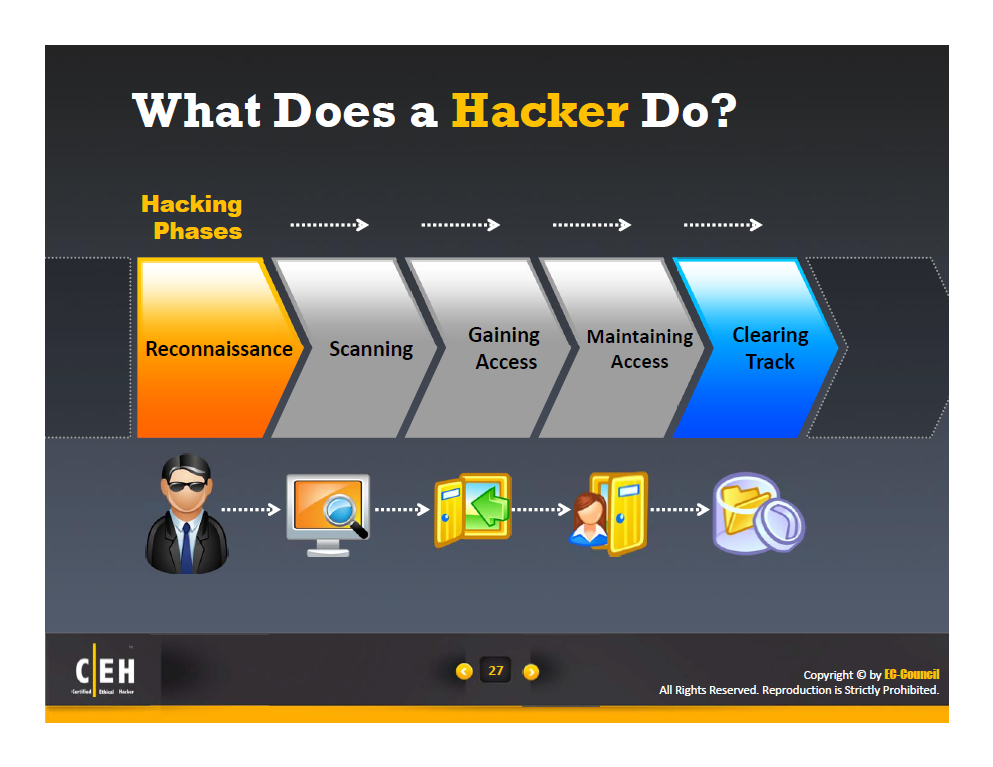 What Does a Hacker Do?
Hacking
Phases
Reconnaissance
Scanning
Gaining
Access
Maintaining
Access
Clearing
Track
C|EH
Certified Ethical Hacker
27
Copyright © by EC-Council
All Rights Reserved. Reproduction is Strictly Prohibited.